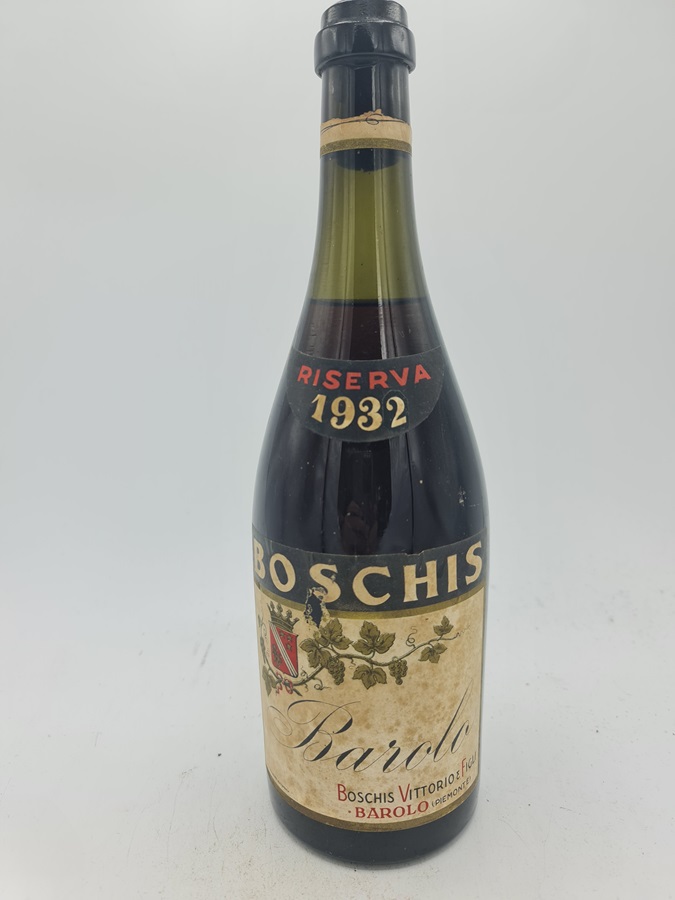 RISERVA
1932
BOSCHIS
Barolo
BOSCHIS VITTORIO & FIGLI
BAROLO (PIEMONTE)